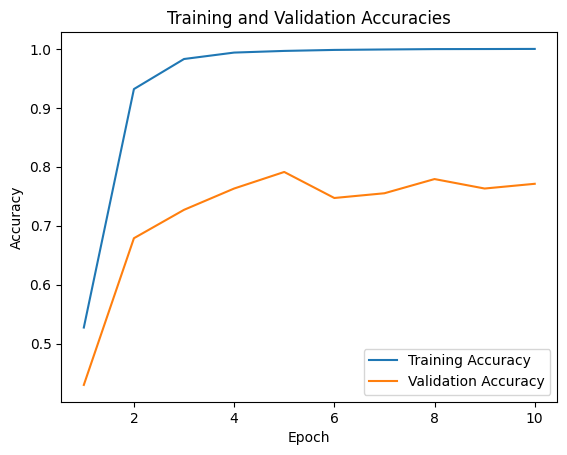 Training and Validation Accuracies
1.0
0.9
0.8
0.7
0.6
0.5
Accuracy
Training Accuracy
Validation Accuracy
2 4 6 8 10
Epoch